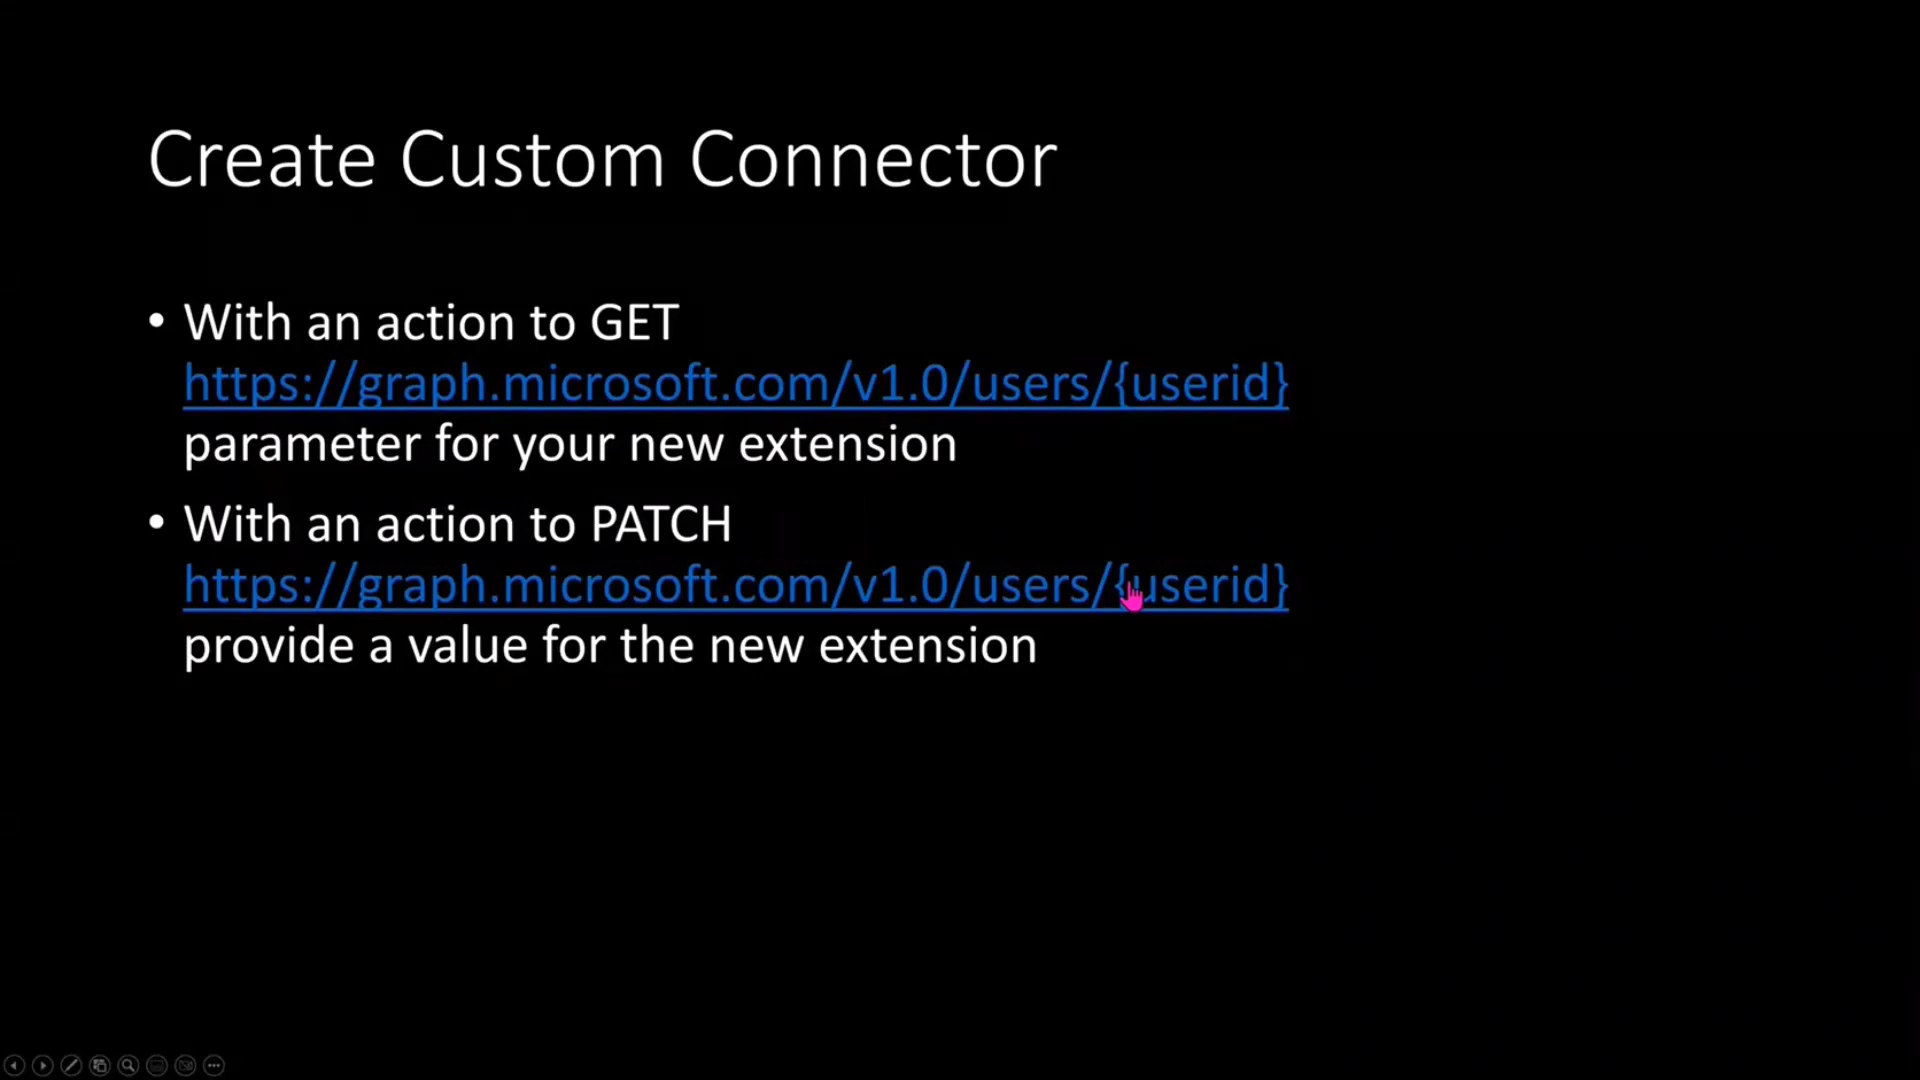 Create Custom Connector
• With an action to GET
https://graph.microsoft.com/v1.0/users/{userid}
parameter for your new extension
• With an action to PATCH
https://graph.microsoft.com/v1.0/users/{userid}
provide a value for the new extension